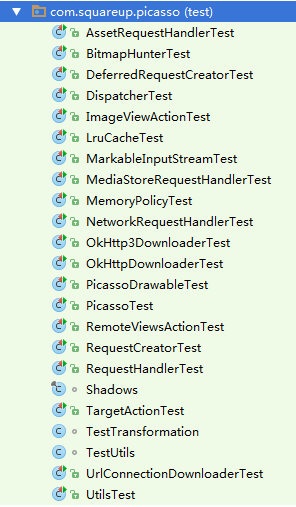 com.squareup.picasso (test)
AssetRequestHandlerTest
BitmapHunterTest
DeferredRequestCreatorTest
DispatcherTest
ImageViewActionTest
LruCacheTest
MarkableInputStreamTest
MediaStoreRequestHandlerTest
MemoryPolicyTest
NetworkRequestHandlerTest
OkHttp3DownloaderTest
OkHttpDownloaderTest
PicassoDrawableTest
PicassoTest
RemoteViewsActionTest
RequestCreatorTest
RequestHandlerTest
Shadows
TargetActionTest
TestTransformation
TestUtils
UrlConnectionDownloaderTest
UtilsTest